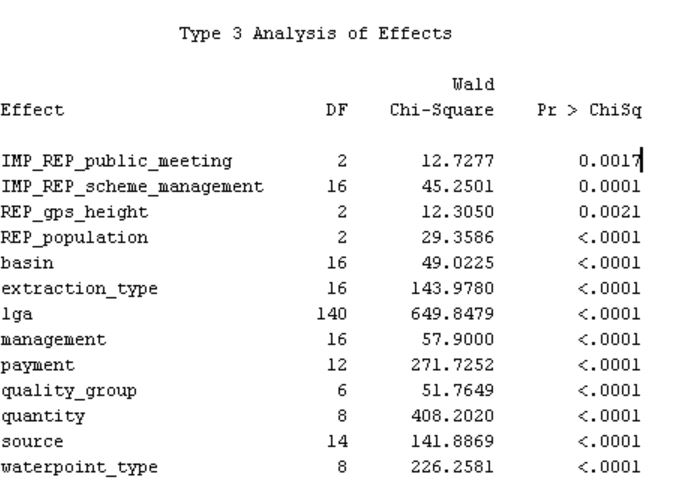 Type 3 Analysis of Effects
Wald
Effect DF Chi-Square Pr > ChiSq
IMP_REP_public_meeting 2 12.7277 0.0017
IMP_REP_scheme_management 16 45.2501 0.0001
REP_gps_height 2 12.3050 0.0021
REP_population 2 29.3586 <.0001
basin 16 49.0225 <.0001
extraction_type 16 143.9780 <.0001
lga 140 649.8479 <.0001
management 16 57.9000 <.0001
payment 12 271.7252 <.0001
quality_group 6 51.7649 <.0001
quantity 8 408.2020 <.0001
source 14 141.8869 <.0001
waterpoint_type 8 226.2581 <.0001